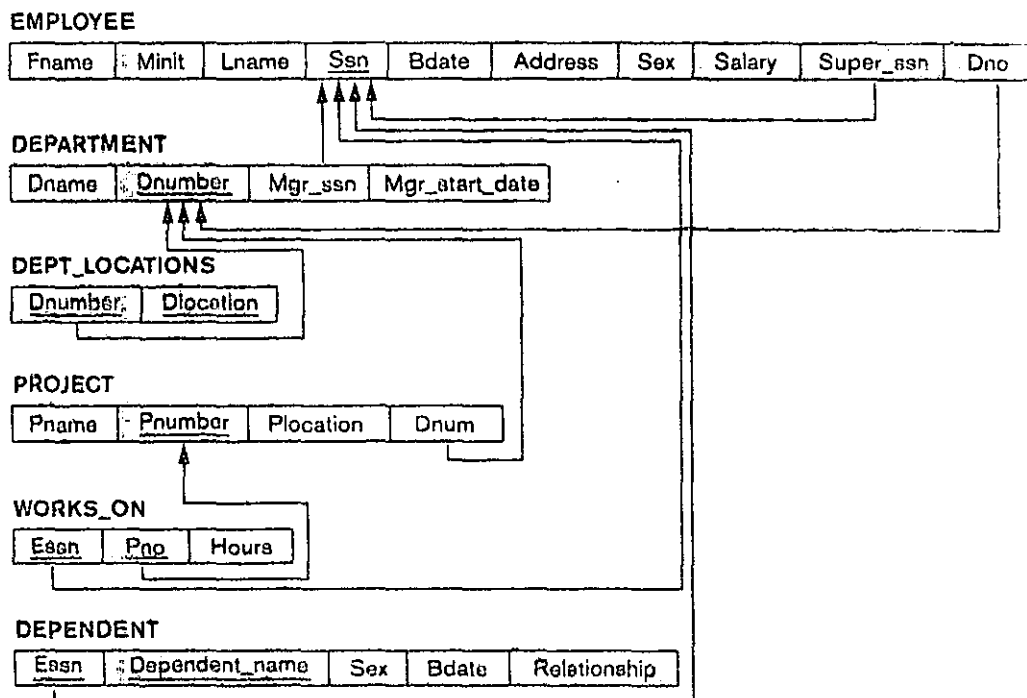 EMPLOYEE
Fname Minit Lname Ssn Bdate Address Sex Salary Super_ssn Dno
DEPARTMENT
Dname Dnumber Mgr_ssn Mgr_start_date
DEPT_LOCATIONS
Dnumber Dlocation
PROJECT
Pname Pnumber Plocation Dnum
WORKS_ON
Essn Pno Hours
DEPENDENT
Essn Dependent_name Sex Bdate Relationship